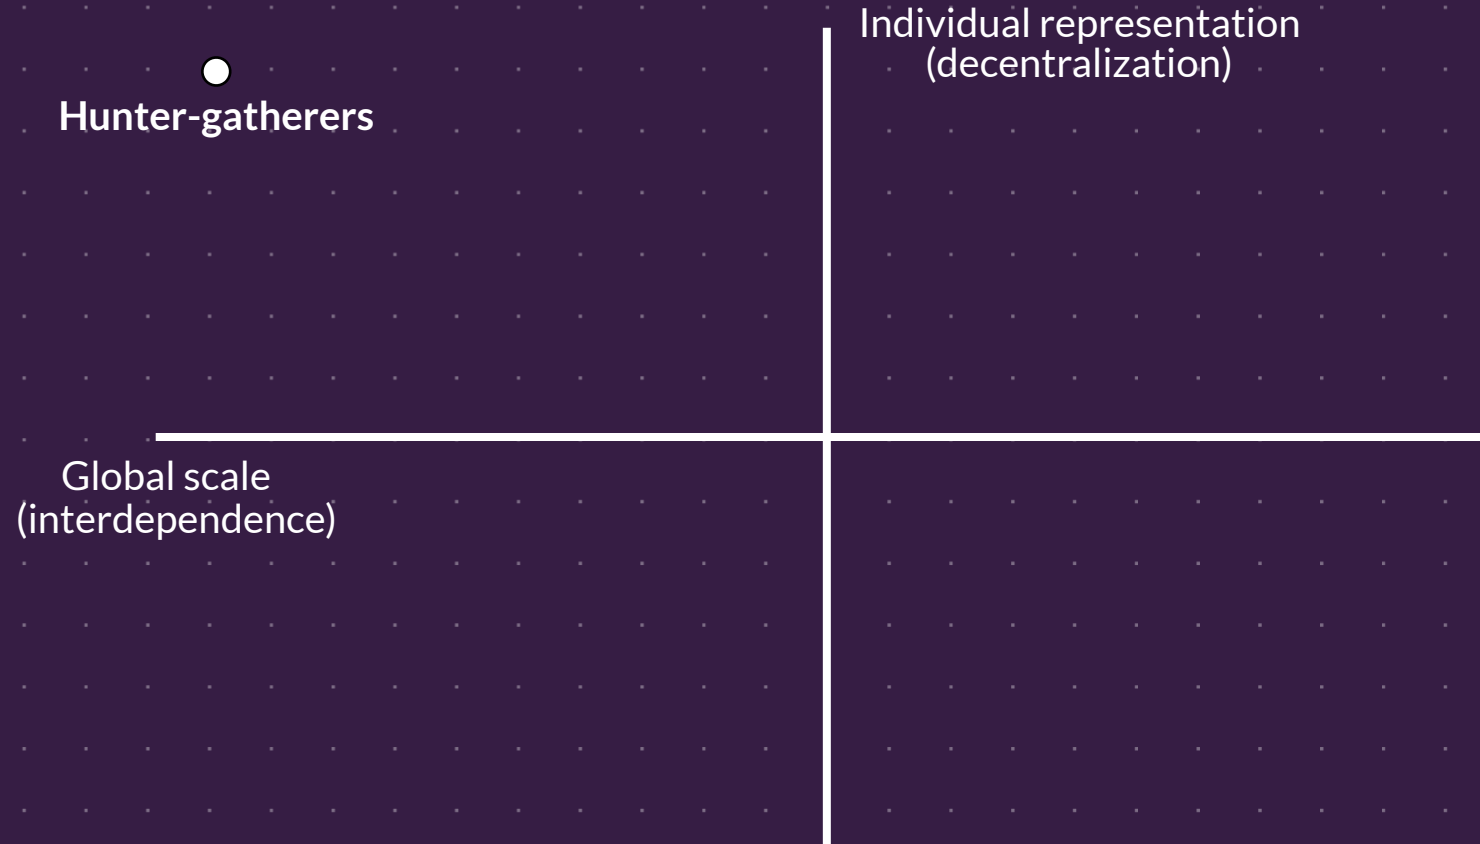 Individual representation
(decentralization)
Hunter-gatherers
Global scale
(interdependence)